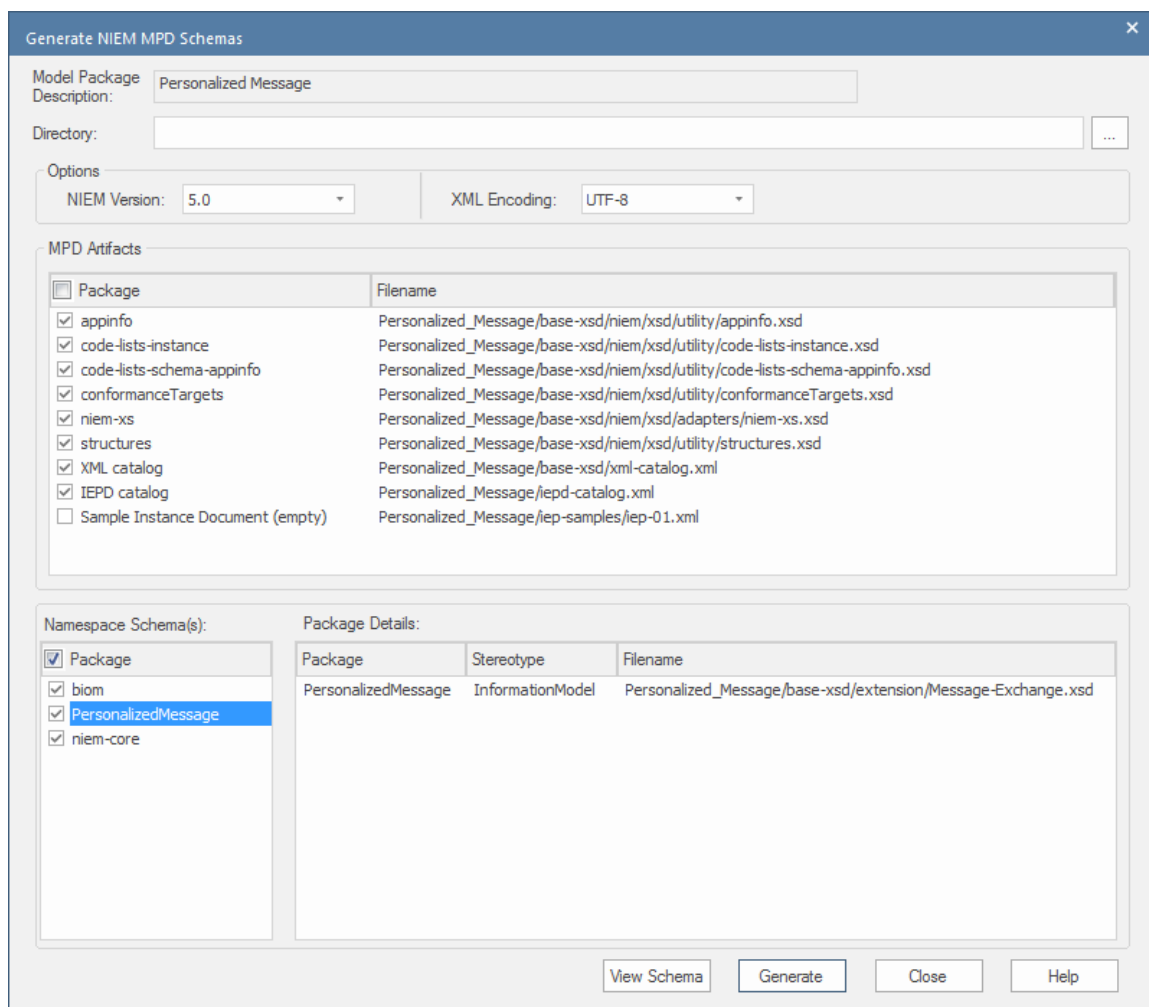 Generate NIEM MPD Schemas
Model Package
Description:
Personalized Message
Directory:
...
Options
NIEM Version: 5.0 XML Encoding: UTF-8
MPD Artifacts
Package Filename
appinfo Personalized_Message/base-xsd/niem/xsd/utility/appinfo.xsd
code-lists-instance Personalized_Message/base-xsd/niem/xsd/utility/code-lists-instance.xsd
code-lists-schema-appinfo Personalized_Message/base-xsd/niem/xsd/utility/code-lists-schema-appinfo.xsd
conformanceTargets Personalized_Message/base-xsd/niem/xsd/utility/conformanceTargets.xsd
niem-xs Personalized_Message/base-xsd/niem/xsd/adapters/niem-xs.xsd
structures Personalized_Message/base-xsd/niem/xsd/utility/structures.xsd
XML catalog Personalized_Message/base-xsd/xml-catalog.xml
IEPD catalog Personalized_Message/iepd-catalog.xml
Sample Instance Document (empty) Personalized_Message/iep-samples/iep-01.xml
Namespace Schema(s):
Package
biom
PersonalizedMessage
niem-core
Package Details:
Package Stereotype Filename
PersonalizedMessage InformationModel Personalized_Message/base-xsd/extension/Message-Exchange.xsd
View Schema Generate Close Help